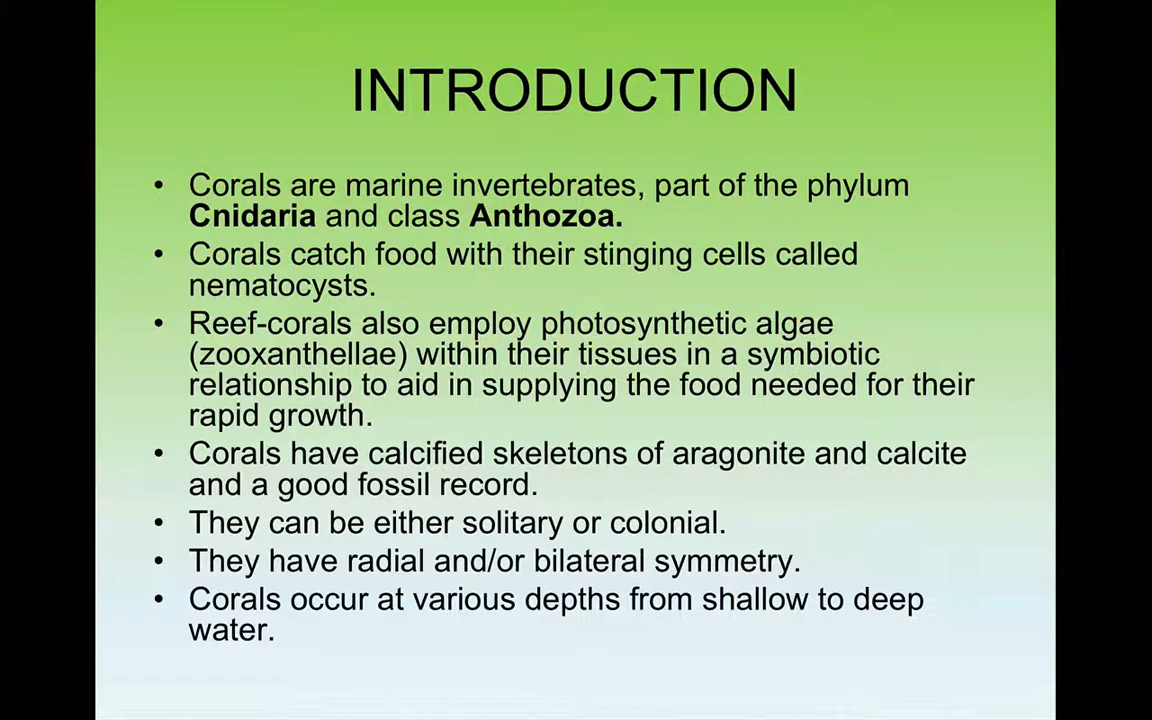 INTRODUCTION
• Corals are marine invertebrates, part of the phylum
Cnidaria and class Anthozoa.
• Corals catch food with their stinging cells called
nematocysts.
• Reef-corals also employ photosynthetic algae
(zooxanthellae) within their tissues in a symbiotic
relationship to aid in supplying the food needed for their
rapid growth.
• Corals have calcified skeletons of aragonite and calcite
and a good fossil record.
• They can be either solitary or colonial.
• They have radial and/or bilateral symmetry.
• Corals occur at various depths from shallow to deep
water.